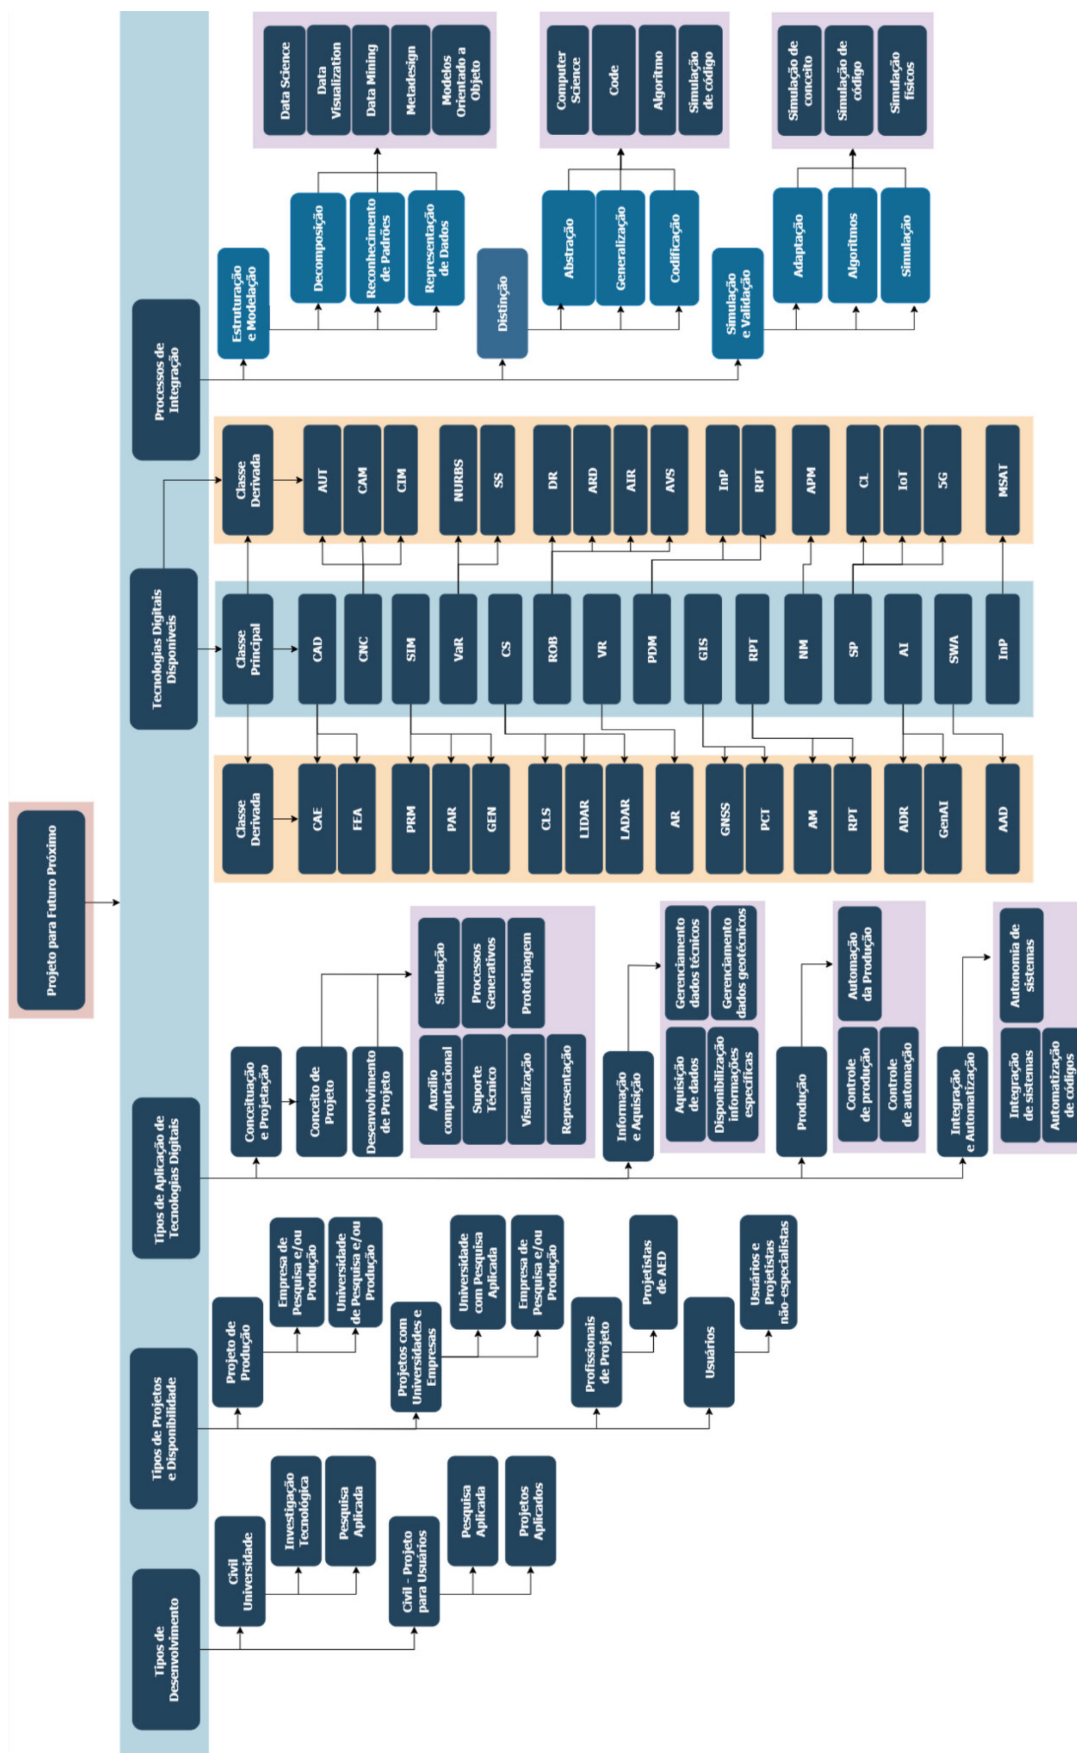 Projeto para Futuro Próximo
Tipos de
Desenvolvimento
Civil
Universidade
Investigação
Tecnológica
Pesquisa
Aplicada
Civil - Projeto
para Usuários
Pesquisa
Aplicada
Projetos
Aplicados
Tipos de Projetos
e Disponibilidade
Projeto de
Produção
Empresa de
Pesquisa e/ou
Produção
Universidade
de Pesquisa e/ou
Produção
Projetos com
Universidades e
Empresas
Universidade
com Pesquisa
Aplicada
Empresa de
Pesquisa e/ou
Produção
Profissionais
de Projeto
Projetistas
de AED
Usuários
Usuários e
Projetistas
não-especialistas
Tipos de Aplicação de
Tecnologias Digitais
Conceituação
e Projetação
Conceito de
Projeto
Desenvolvimento
de Projeto
Auxílio
computacional
Simulação
Suporte
Técnico
Processos
Generativos
Visualização
Prototipagem
Representação
Informação
e Aquisição
Aquisição
de dados
Gerenciamento
dados técnicos
Disponibilização
informações
específicas
Gerenciamento
dados geotécnicos
Produção
Controle
de produção
Automação
da Produção
Controle
de automação
Integração
e Automatização
Integração
de sistemas
Autonomia de
sistemas
Automatização
de códigos
Tecnologias Digitais
Disponíveis
Classe
Derivada
CAE
FEA
PRM
PAR
GEN
CLS
LIDAR
LADAR
AR
GNSS
PCT
AM
RPT
ADR
GenAI
AAD
Classe
Principal
CAD
CNC
SIM
VaR
CS
ROB
VR
PDM
GIS
RPT
NM
SP
AI
SWA
InP
Classe
Derivada
AUT
CAM
CIM
NURBS
SS
DR
ARD
AIR
AVS
InP
RPT
APM
CL
IoT
5G
MSAT
Processos de
Integração
Estruturação
e Modelação
Decomposição
Reconhecimento
de Padrões
Representação
de Dados
Data Science
Data
Visualization
Data Mining
Metadesign
Modelos
Orientado a
Objeto
Distinção
Abstração
Generalização
Codificação
Computer
Science
Code
Algoritmo
Simulação
de código
Simulação
e Validação
Adaptação
Algoritmos
Simulação
Simulação de
conceito
Simulação de
código
Simulação
físicos